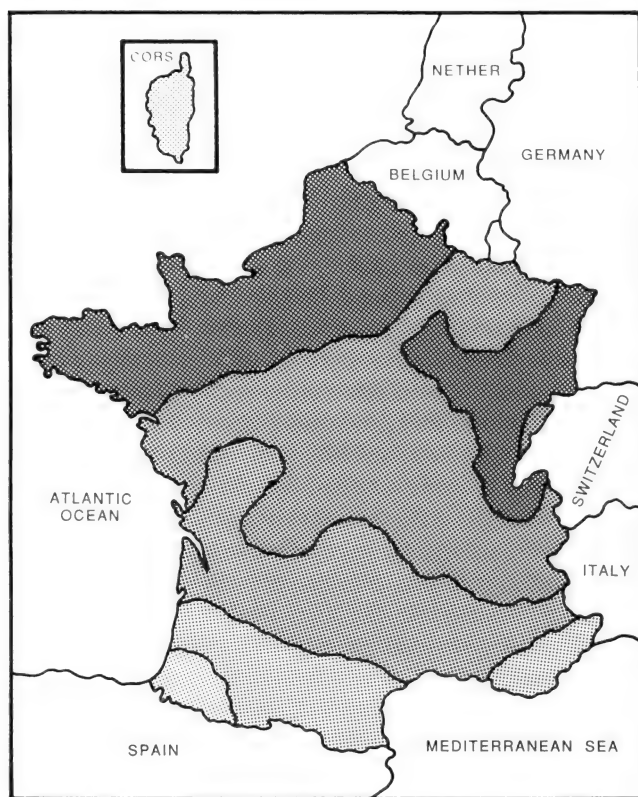 CORS
NETHER
GERMANY
BELGIUM
SWITZERLAND
ATLANTIC
OCEAN
ITALY
SPAIN
MEDITERRANEAN SEA